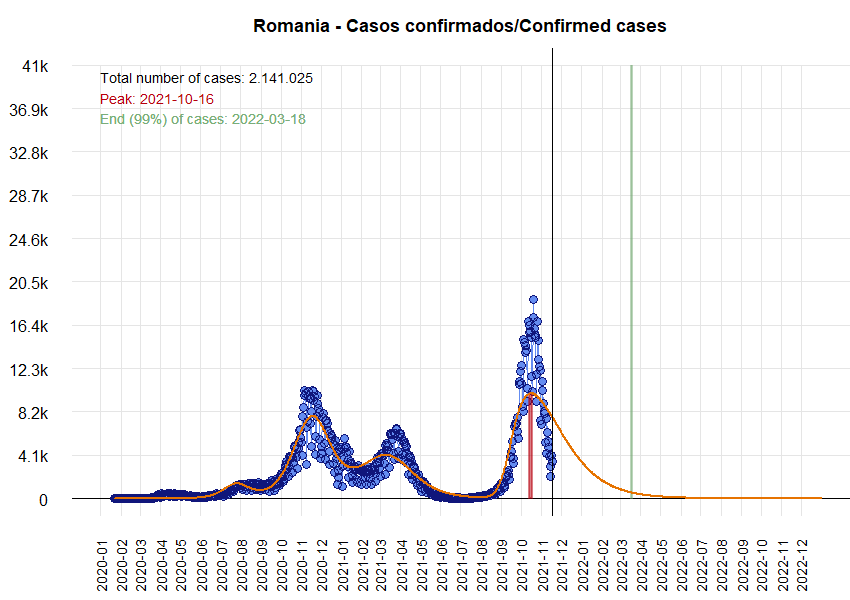 Romania - Casos confirmados/Confirmed cases
41k
Total number of cases: 2.141.025
Peak: 2021-10-16
End (99%) of cases: 2022-03-18
36.9k
32.8k
28.7k
24.6k
20.5k
16.4k
12.3k
8.2k
4.1k
0
2020-01
2020-02
2020-03
2020-04
2020-05
2020-06
2020-07
2020-08
2020-09
2020-10
2020-11
2020-12
2021-01
2021-02
2021-03
2021-04
2021-05
2021-06
2021-07
2021-08
2021-09
2021-10
2021-11
2021-12
2022-01
2022-02
2022-03
2022-04
2022-05
2022-06
2022-07
2022-08
2022-09
2022-10
2022-11
2022-12